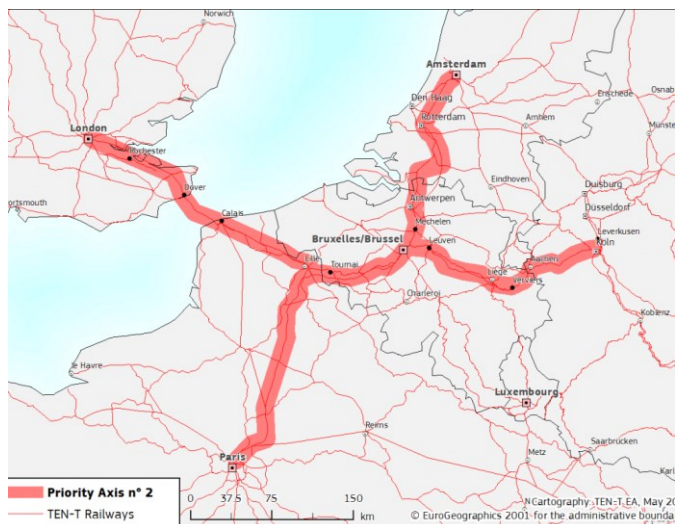 Norwich
Amsterdam
Enschede
Osnab
Den Haag
Arnhem
Rotterdam
Münster
London
Rochester
Eindhoven
Duisburg
Portsmouth
Dover
Antwerpen
Düsseldorf
Calais
Mechelen
Bruxelles/Brussel
Leuven
Leverkusen
Köln
Lille
Tournai
Aachen
Liège
Verviers
Charleroi
Koblenz
le Havre
Luxembourg
Reims
Saarbrücken
Metz
Paris
Karl
Priority Axis n° 2
TEN-T Railways
0 37.5 75 150
km
Cartography: TEN-T EA, May 20
© EuroGeographics 2001 for the administrative bounda